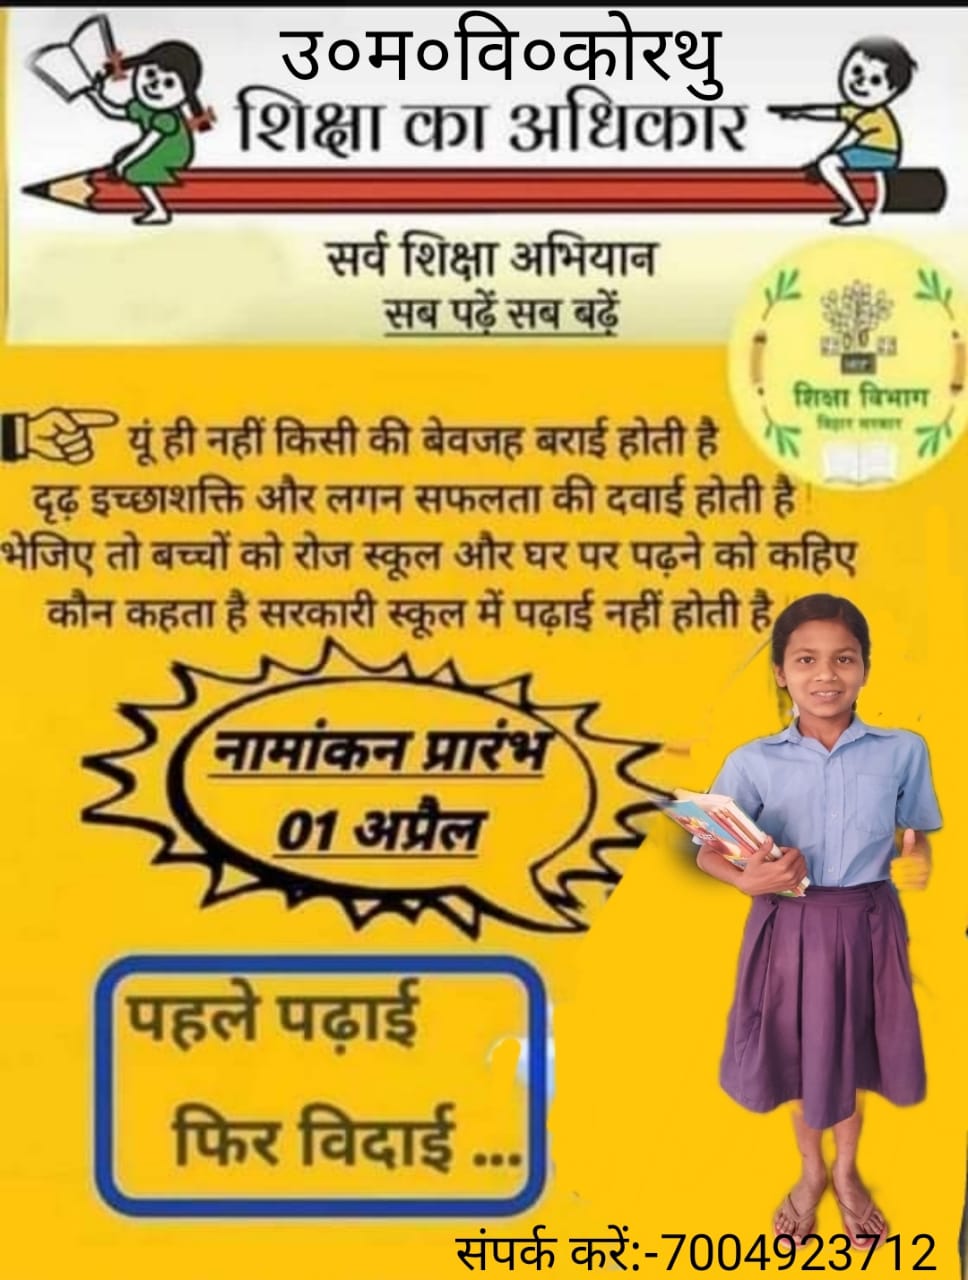 उ०म०वि०कोरथु
शिक्षा का अधिकार
सर्व शिक्षा अभियान
सब पढ़ें सब बढ़ें
शिक्षा विभाग
बिहार सरकार
यूं ही नहीं किसी की बेवजह बराई होती है
दृढ़ इच्छाशक्ति और लगन सफलता की दवाई होती है
भेजिए तो बच्चों को रोज स्कूल और घर पर पढ़ने को कहिए
कौन कहता है सरकारी स्कूल में पढ़ाई नहीं होती है
नामांकन प्रारंभ
01 अप्रैल
पहले पढ़ाई
फिर विदाई ...
संपर्क करें:-7004923712